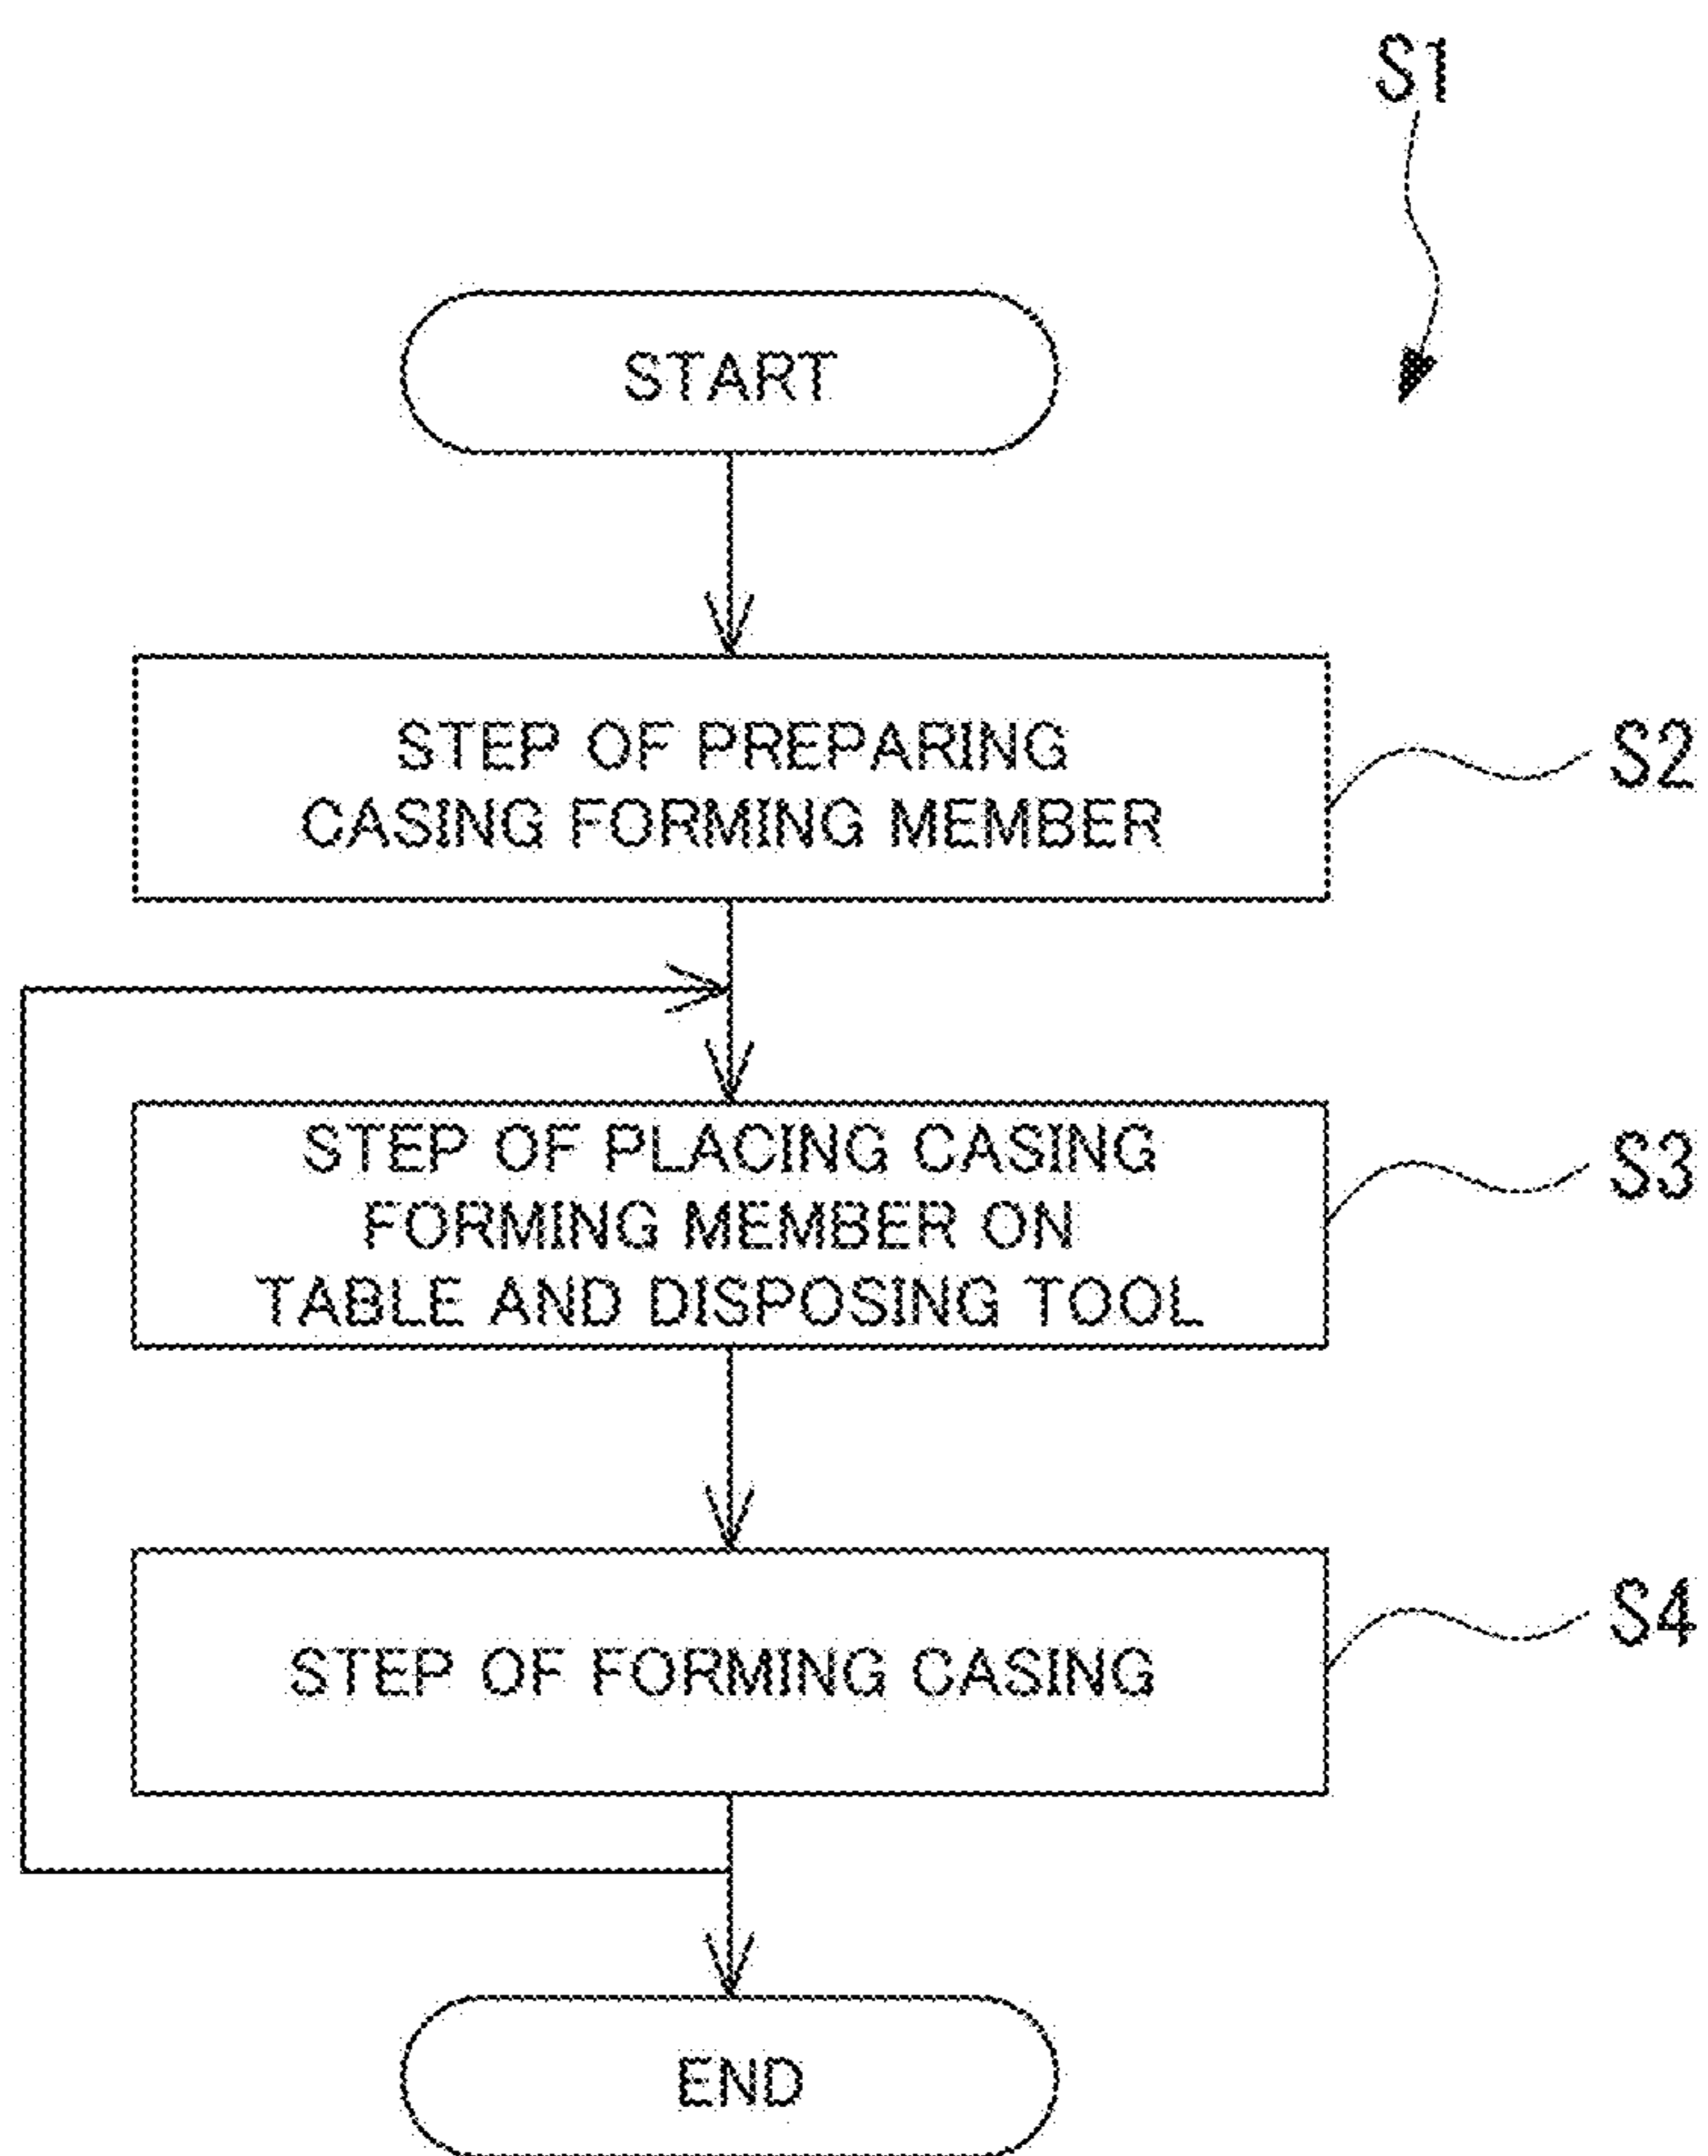 S1
START
STEP OF PREPARING
CASING FORMING MEMBER
S2
STEP OF PLACING CASING
FORMING MEMBER ON
TABLE AND DISPOSING TOOL
S3
STEP OF FORMING CASING
S4
END